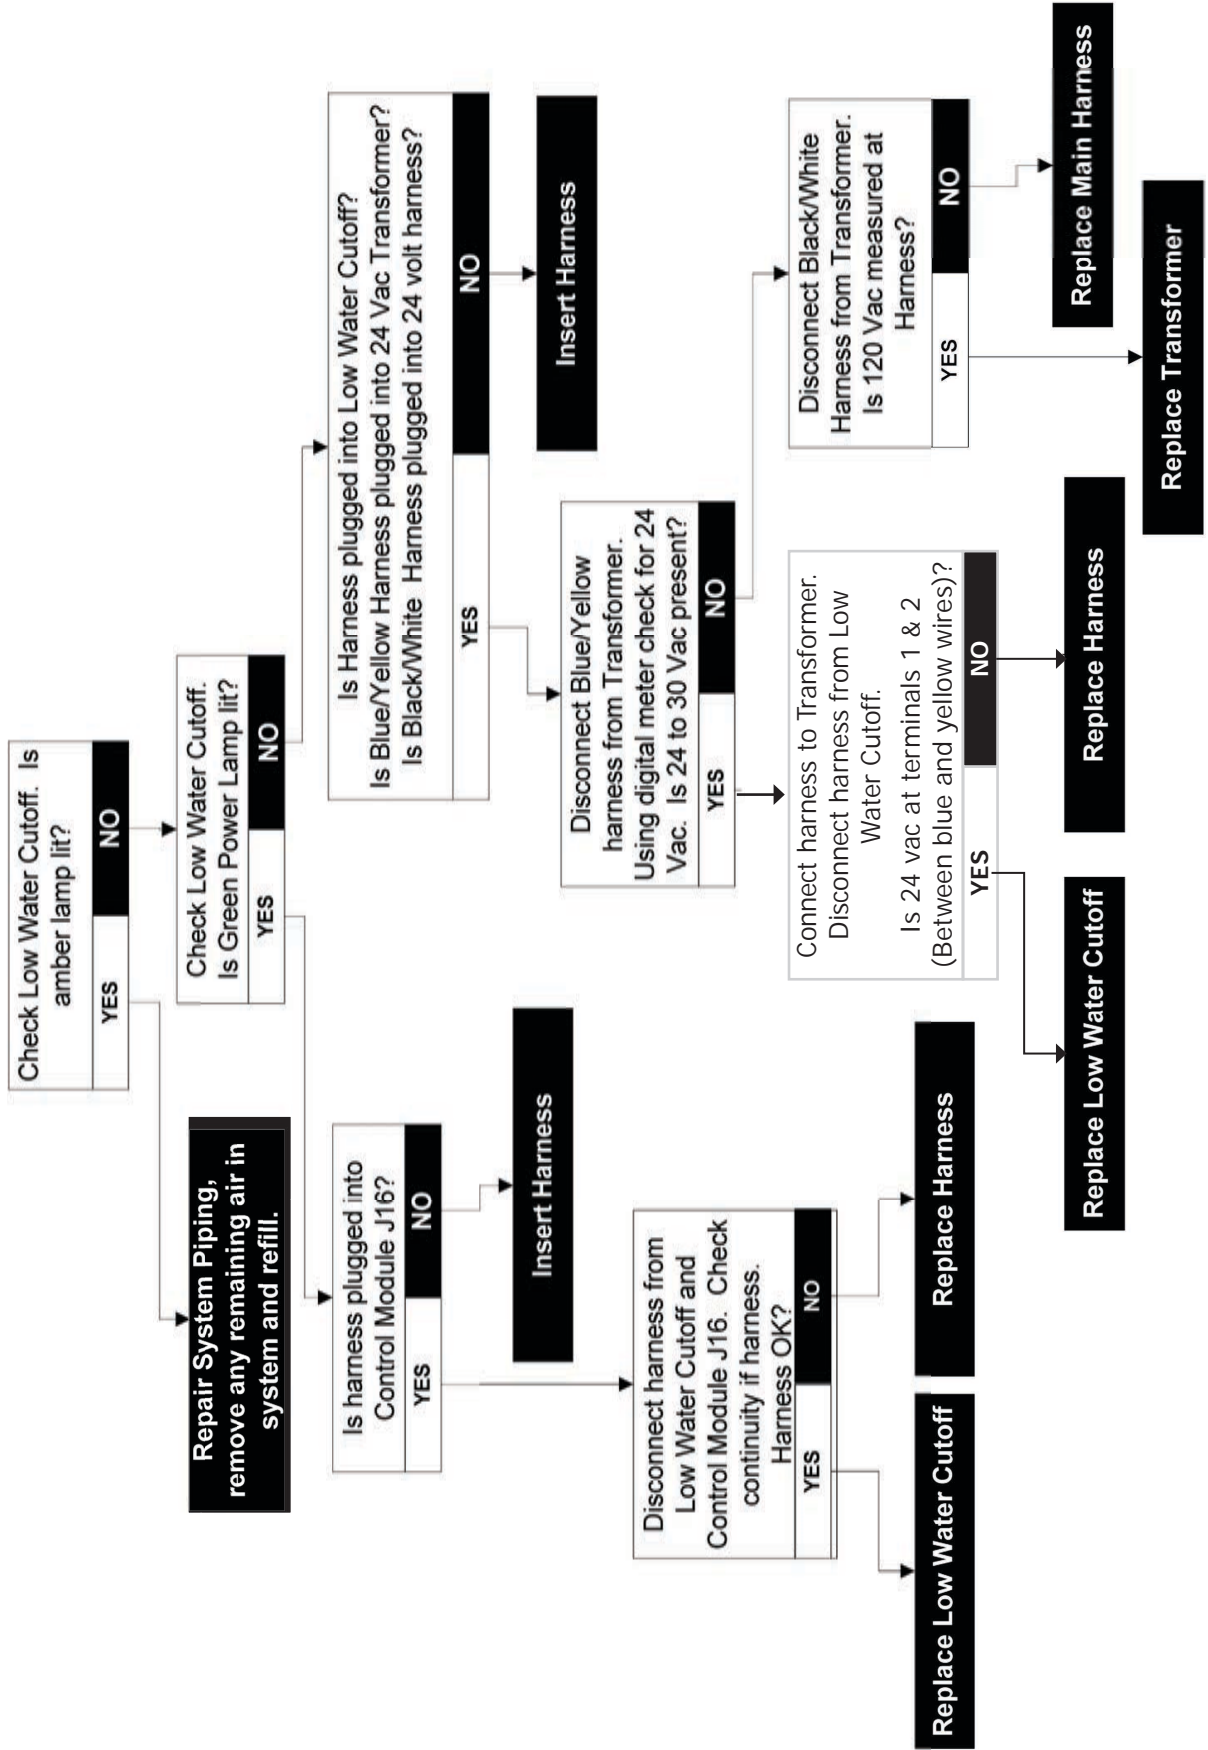 Check Low Water Cutoff. Is
amber lamp lit?
YES
NO
Repair System Piping,
remove any remaining air in
system and refill.
Check Low Water Cutoff.
Is Green Power Lamp lit?
YES
NO
Is harness plugged into
Control Module J16?
YES
NO
Insert Harness
Is Harness plugged into Low Water Cutoff?
Is Blue/Yellow Harness plugged into 24 Vac Transformer?
Is Black/White Harness plugged into 24 volt harness?
YES
NO
Insert Harness
Disconnect harness from
Low Water Cutoff and
Control Module J16. Check
continuity if harness.
Harness OK?
YES
NO
Replace Low Water Cutoff
Replace Harness
Disconnect Blue/Yellow
harness from Transformer.
Using digital meter check for 24
Vac. Is 24 to 30 Vac present?
YES
NO
Connect harness to Transformer.
Disconnect harness from Low
Water Cutoff.
Is 24 vac at terminals 1 & 2
(Between blue and yellow wires)?
YES
NO
Replace Low Water Cutoff
Replace Harness
Disconnect Black/White
Harness from Transformer.
Is 120 Vac measured at
Harness?
YES
NO
Replace Main Harness
Replace Transformer